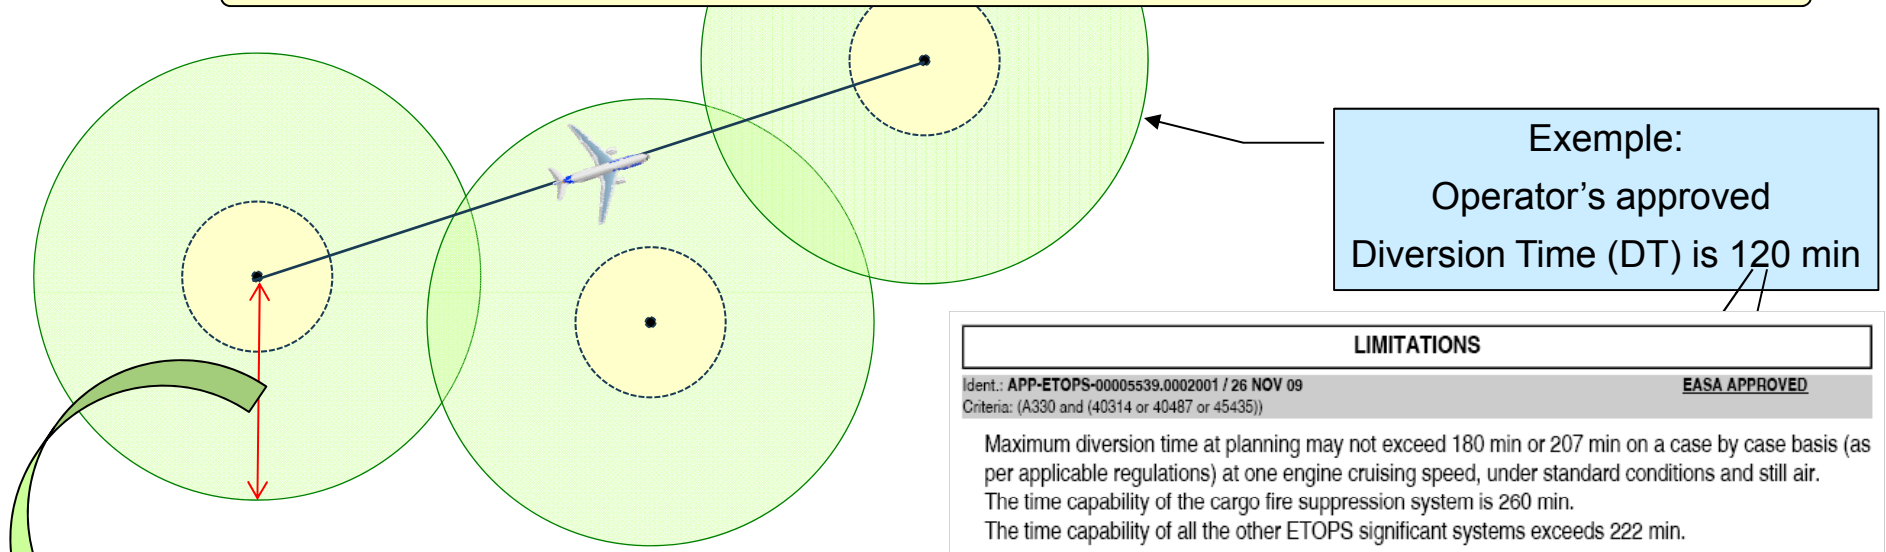 Exemple:
Operator’s approved
Diversion Time (DT) is 120 min
LIMITATIONS
Ident.: APP-ETOPS-00005539.0002001 / 26 NOV 09 EASA APPROVED
Criteria: (A330 and (40314 or 40487 or 45435))
Maximum diversion time at planning may not exceed 180 min or 207 min on a case by case basis (as
per applicable regulations) at one engine cruising speed, under standard conditions and still air.
The time capability of the cargo fire suppression system is 260 min.
The time capability of all the other ETOPS significant systems exceeds 222 min.